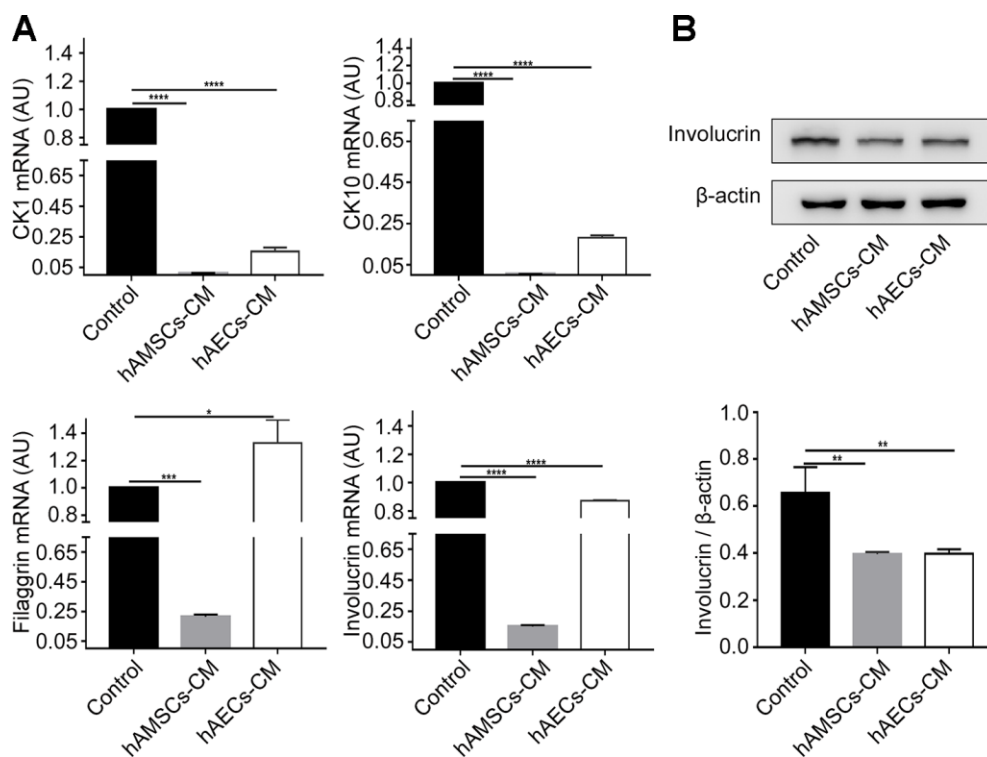 A
CK1 mRNA (AU)
1.4
1.2
1.0
0.8
0.65
0.45
0.25
0.05
****
****
Control
hAMSCs-CM
hAECs-CM
CK10 mRNA (AU)
1.4
1.2
1.0
0.8
0.65
0.45
0.25
0.05
****
****
Control
hAMSCs-CM
hAECs-CM
B
Involucrin
β-actin
Control
hAMSCs-CM
hAECs-CM
Filaggrin mRNA (AU)
1.4
1.2
1.0
0.8
0.65
0.45
0.25
0.05
*
***
Control
hAMSCs-CM
hAECs-CM
Involucrin mRNA (AU)
1.4
1.2
1.0
0.8
0.65
0.45
0.25
0.05
****
****
Control
hAMSCs-CM
hAECs-CM
Involucrin / β-actin
1.0
0.8
0.6
0.4
0.2
0.0
**
**
Control
hAMSCs-CM
hAECs-CM